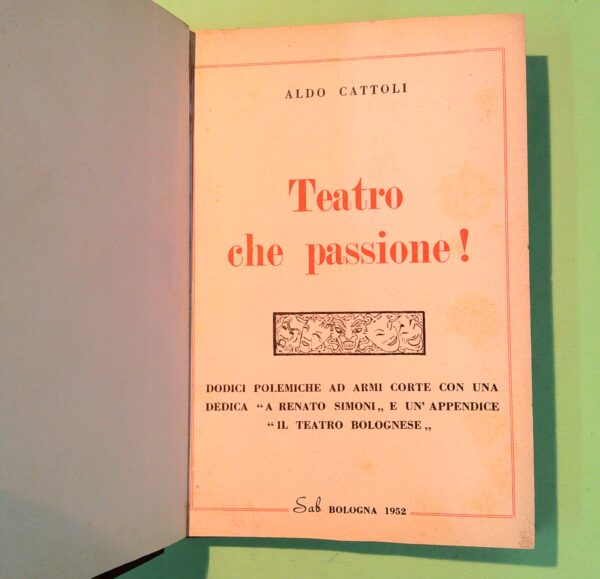 ALDO CATTOLI
Teatro
che passione!
DODICI POLEMICHE AD ARMI CORTE CON UNA
DEDICA “A RENATO SIMONI„ E UN' APPENDICE
“IL TEATRO BOLOGNESE„
Sab BOLOGNA 1952